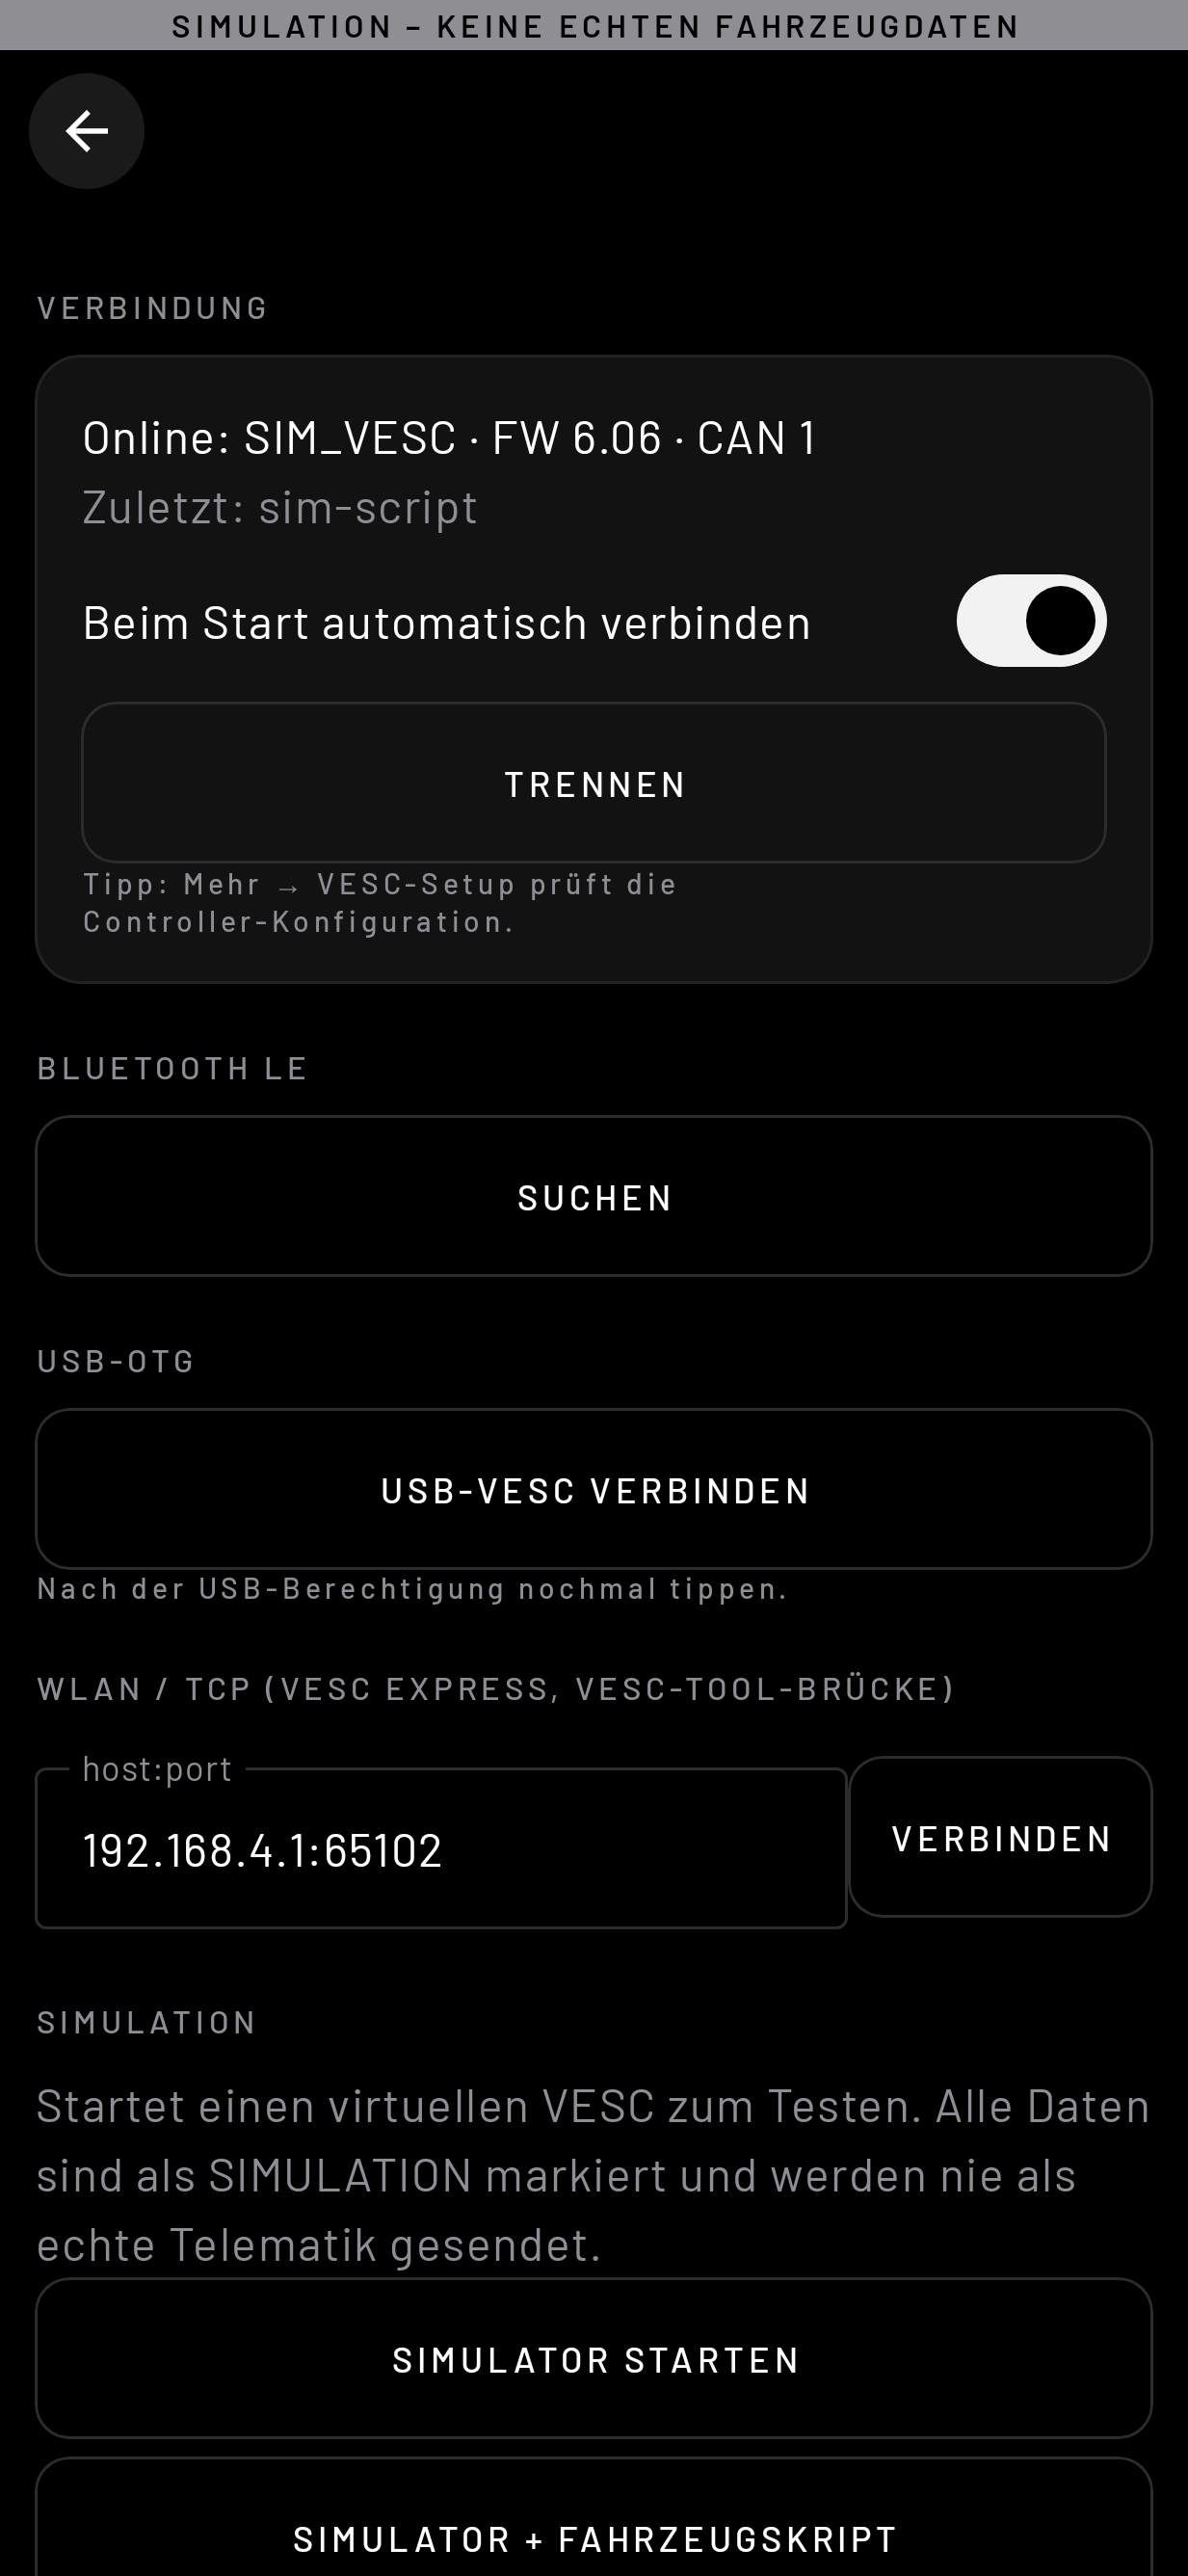 SIMULATION – KEINE ECHTEN FAHRZEUGDATEN
VERBINDUNG
Online: SIM_VESC · FW 6.06 · CAN 1
Zuletzt: sim-script
Beim Start automatisch verbinden
TRENNEN
Tipp: Mehr → VESC-Setup prüft die
Controller-Konfiguration.
BLUETOOTH LE
SUCHEN
USB-OTG
USB-VESC VERBINDEN
Nach der USB-Berechtigung nochmal tippen.
WLAN / TCP (VESC EXPRESS, VESC-TOOL-BRÜCKE)
host:port
192.168.4.1:65102
VERBINDEN
SIMULATION
Startet einen virtuellen VESC zum Testen. Alle Daten
sind als SIMULATION markiert und werden nie als
echte Telematik gesendet.
SIMULATOR STARTEN
SIMULATOR + FAHRZEUGSKRIPT